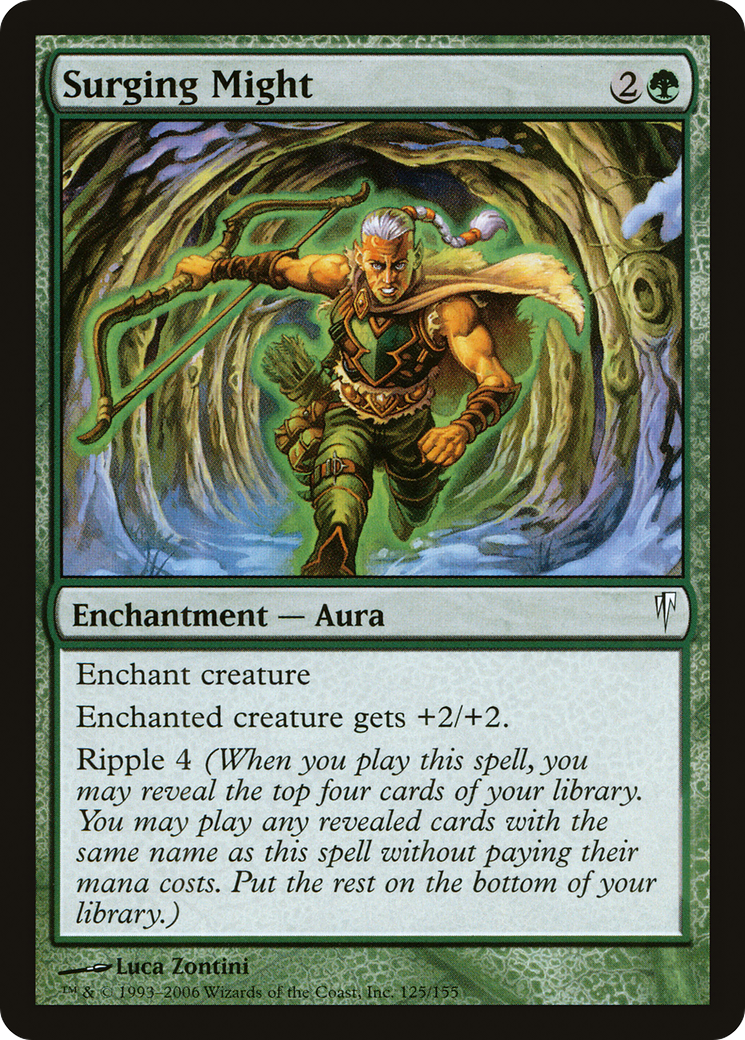 Surging Might 2
Enchantment — Aura
Enchant creature
Enchanted creature gets +2/+2.
Ripple 4 (When you play this spell, you
may reveal the top four cards of your library.
You may play any revealed cards with the
same name as this spell without paying their
mana costs. Put the rest on the bottom of your
library.)
Luca Zontini
™ & © 1993–2006 Wizards of the Coast, Inc. 125/155